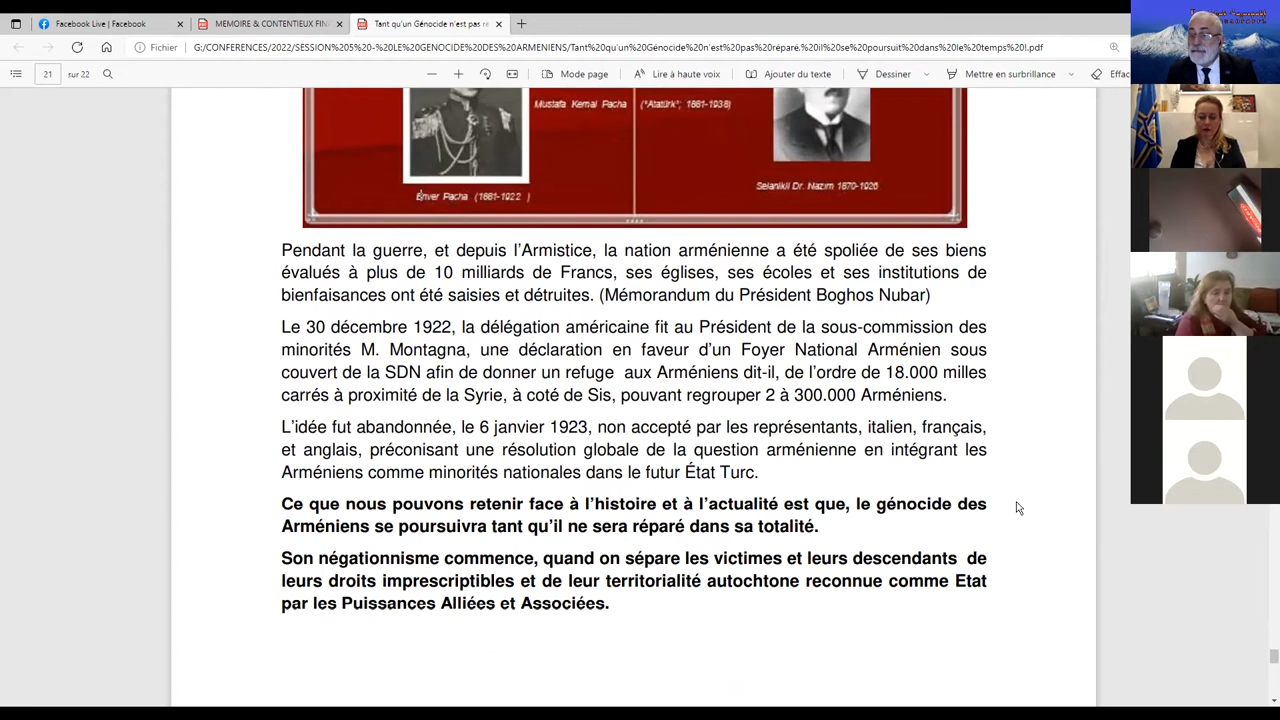 Facebook Live | Facebook
MEMOIRE & CONTENTIEUX FIN
Tant qu'un Génocide n'est pas r
Fichier
G:/CONFERENCES/2022/SESSION%205%20-%20LE%20GENOCIDE%20DES%20ARMENIENS/Tant%20qu'un%20Génocide%20n'est%20pas%20réparé,%20il%20se%20poursuit%20dans%20le%20temps%20I.pdf
21 sur 22
Mode page
Lire à haute voix
Ajouter du texte
Dessiner
Mettre en surbrillance
Effac
Mustafa Kemal Pacha ("Atatürk"; 1881-1938)
Enver Pacha (1881-1922 )
Selanikli Dr. Nazim 1870-1926
Pendant la guerre, et depuis l'Armistice, la nation arménienne a été spoliée de ses biens
évalués à plus de 10 milliards de Francs, ses églises, ses écoles et ses institutions de
bienfaisances ont été saisies et détruites. (Mémorandum du Président Boghos Nubar)
Le 30 décembre 1922, la délégation américaine fit au Président de la sous-commission des
minorités M. Montagna, une déclaration en faveur d'un Foyer National Arménien sous
couvert de la SDN afin de donner un refuge aux Arméniens dit-il, de l'ordre de 18.000 milles
carrés à proximité de la Syrie, à coté de Sis, pouvant regrouper 2 à 300.000 Arméniens.
L'idée fut abandonnée, le 6 janvier 1923, non accepté par les représentants, italien, français,
et anglais, préconisant une résolution globale de la question arménienne en intégrant les
Arméniens comme minorités nationales dans le futur État Turc.
Ce que nous pouvons retenir face à l'histoire et à l'actualité est que, le génocide des
Arméniens se poursuivra tant qu'il ne sera réparé dans sa totalité.
Son négationnisme commence, quand on sépare les victimes et leurs descendants de
leurs droits imprescriptibles et de leur territorialité autochtone reconnue comme Etat
par les Puissances Alliées et Associées.